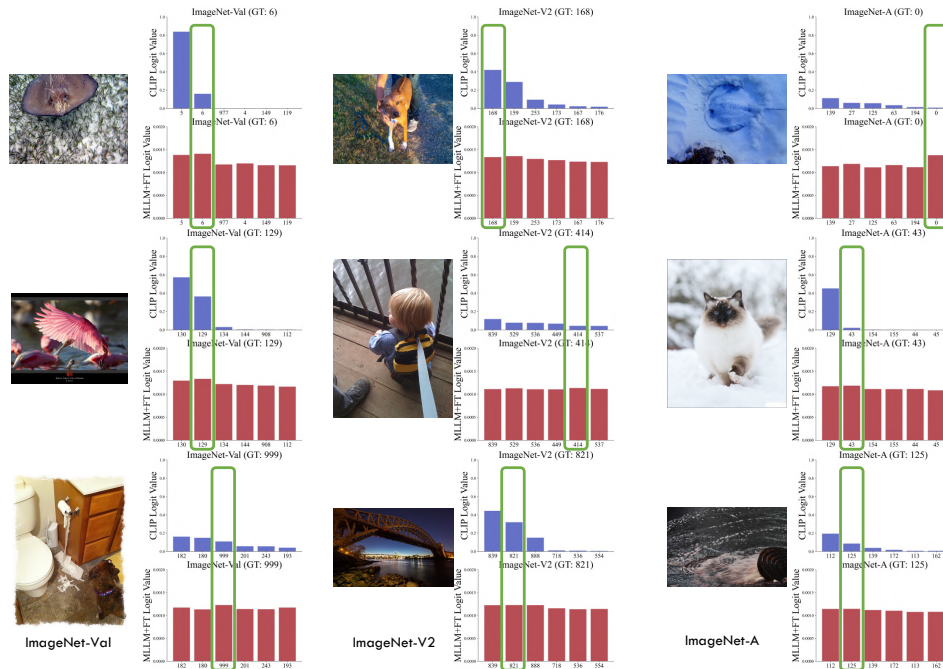 ImageNet-Val (GT: 6)
CLIP Logit Value
5 6 977 4 149 119
ImageNet-Val (GT: 6)
MLLM+FT Logit Value
5 6 977 4 149 119
ImageNet-V2 (GT: 168)
CLIP Logit Value
168 159 253 173 167 176
ImageNet-V2 (GT: 168)
MLLM+FT Logit Value
168 159 253 173 167 176
ImageNet-A (GT: 0)
CLIP Logit Value
139 27 125 63 194 0
ImageNet-A (GT: 0)
MLLM+FT Logit Value
139 27 125 63 194 0
ImageNet-Val (GT: 129)
CLIP Logit Value
130 129 134 144 908 112
ImageNet-Val (GT: 129)
MLLM+FT Logit Value
130 129 134 144 908 112
ImageNet-V2 (GT: 414)
CLIP Logit Value
839 529 536 449 414 537
ImageNet-V2 (GT: 414)
MLLM+FT Logit Value
839 529 536 449 414 537
ImageNet-A (GT: 43)
CLIP Logit Value
129 43 154 155 44 45
ImageNet-A (GT: 43)
MLLM+FT Logit Value
129 43 154 155 44 45
ImageNet-Val (GT: 999)
CLIP Logit Value
182 180 999 201 243 193
ImageNet-Val (GT: 999)
MLLM+FT Logit Value
182 180 999 201 243 193
ImageNet-V2 (GT: 821)
CLIP Logit Value
839 821 888 718 536 554
ImageNet-V2 (GT: 821)
MLLM+FT Logit Value
839 821 888 718 536 554
ImageNet-A (GT: 125)
CLIP Logit Value
112 125 139 172 113 162
ImageNet-A (GT: 125)
MLLM+FT Logit Value
112 125 139 172 113 162
ImageNet-Val
ImageNet-V2
ImageNet-A